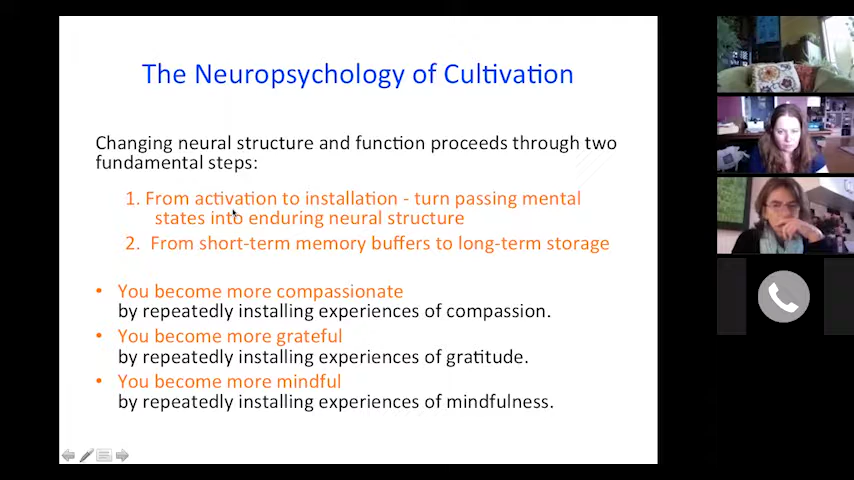 The Neuropsychology of Cultivation
Changing neural structure and function proceeds through two
fundamental steps:
1. From activation to installation - turn passing mental
states into enduring neural structure
2. From short-term memory buffers to long-term storage
• You become more compassionate
by repeatedly installing experiences of compassion.
• You become more grateful
by repeatedly installing experiences of gratitude.
• You become more mindful
by repeatedly installing experiences of mindfulness.